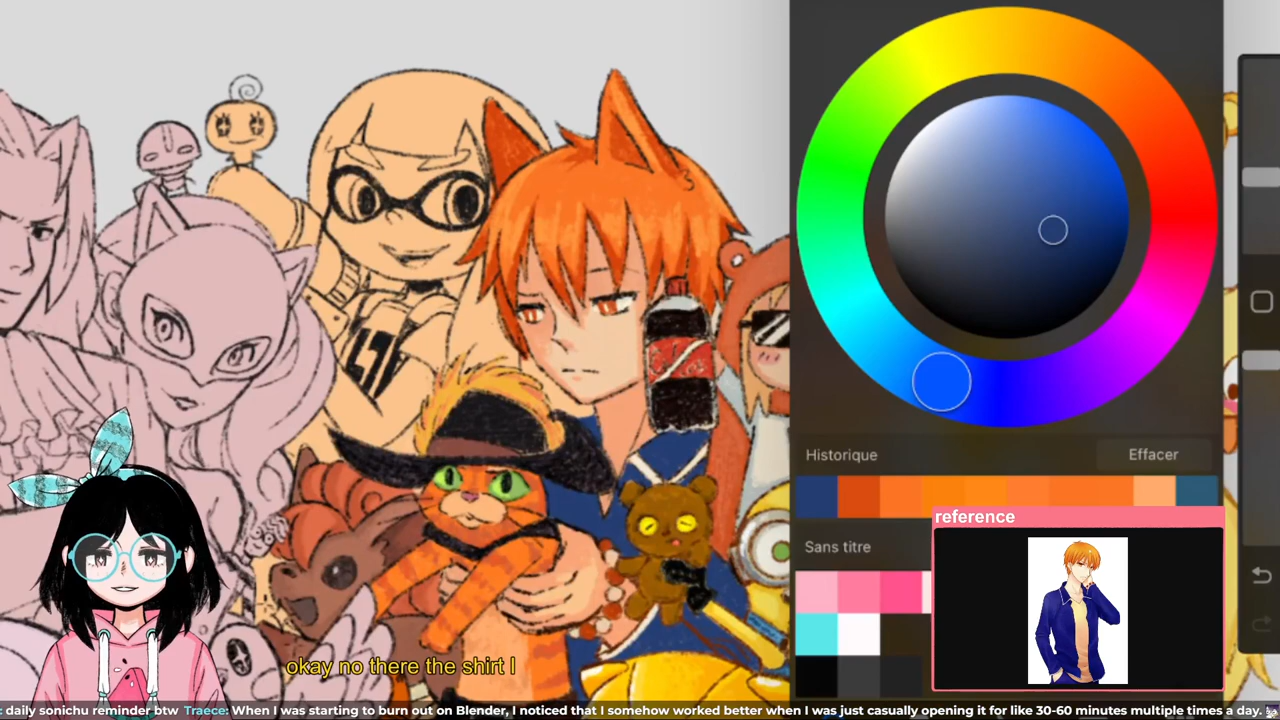 Historique
Effacer
reference
Sans titre
okay no there the shirt I
: daily sonichu reminder btw Traece: When I was starting to burn out on Blender, I noticed that I somehow worked better when I was just casually opening it for like 30-60 minutes multiple times a day.